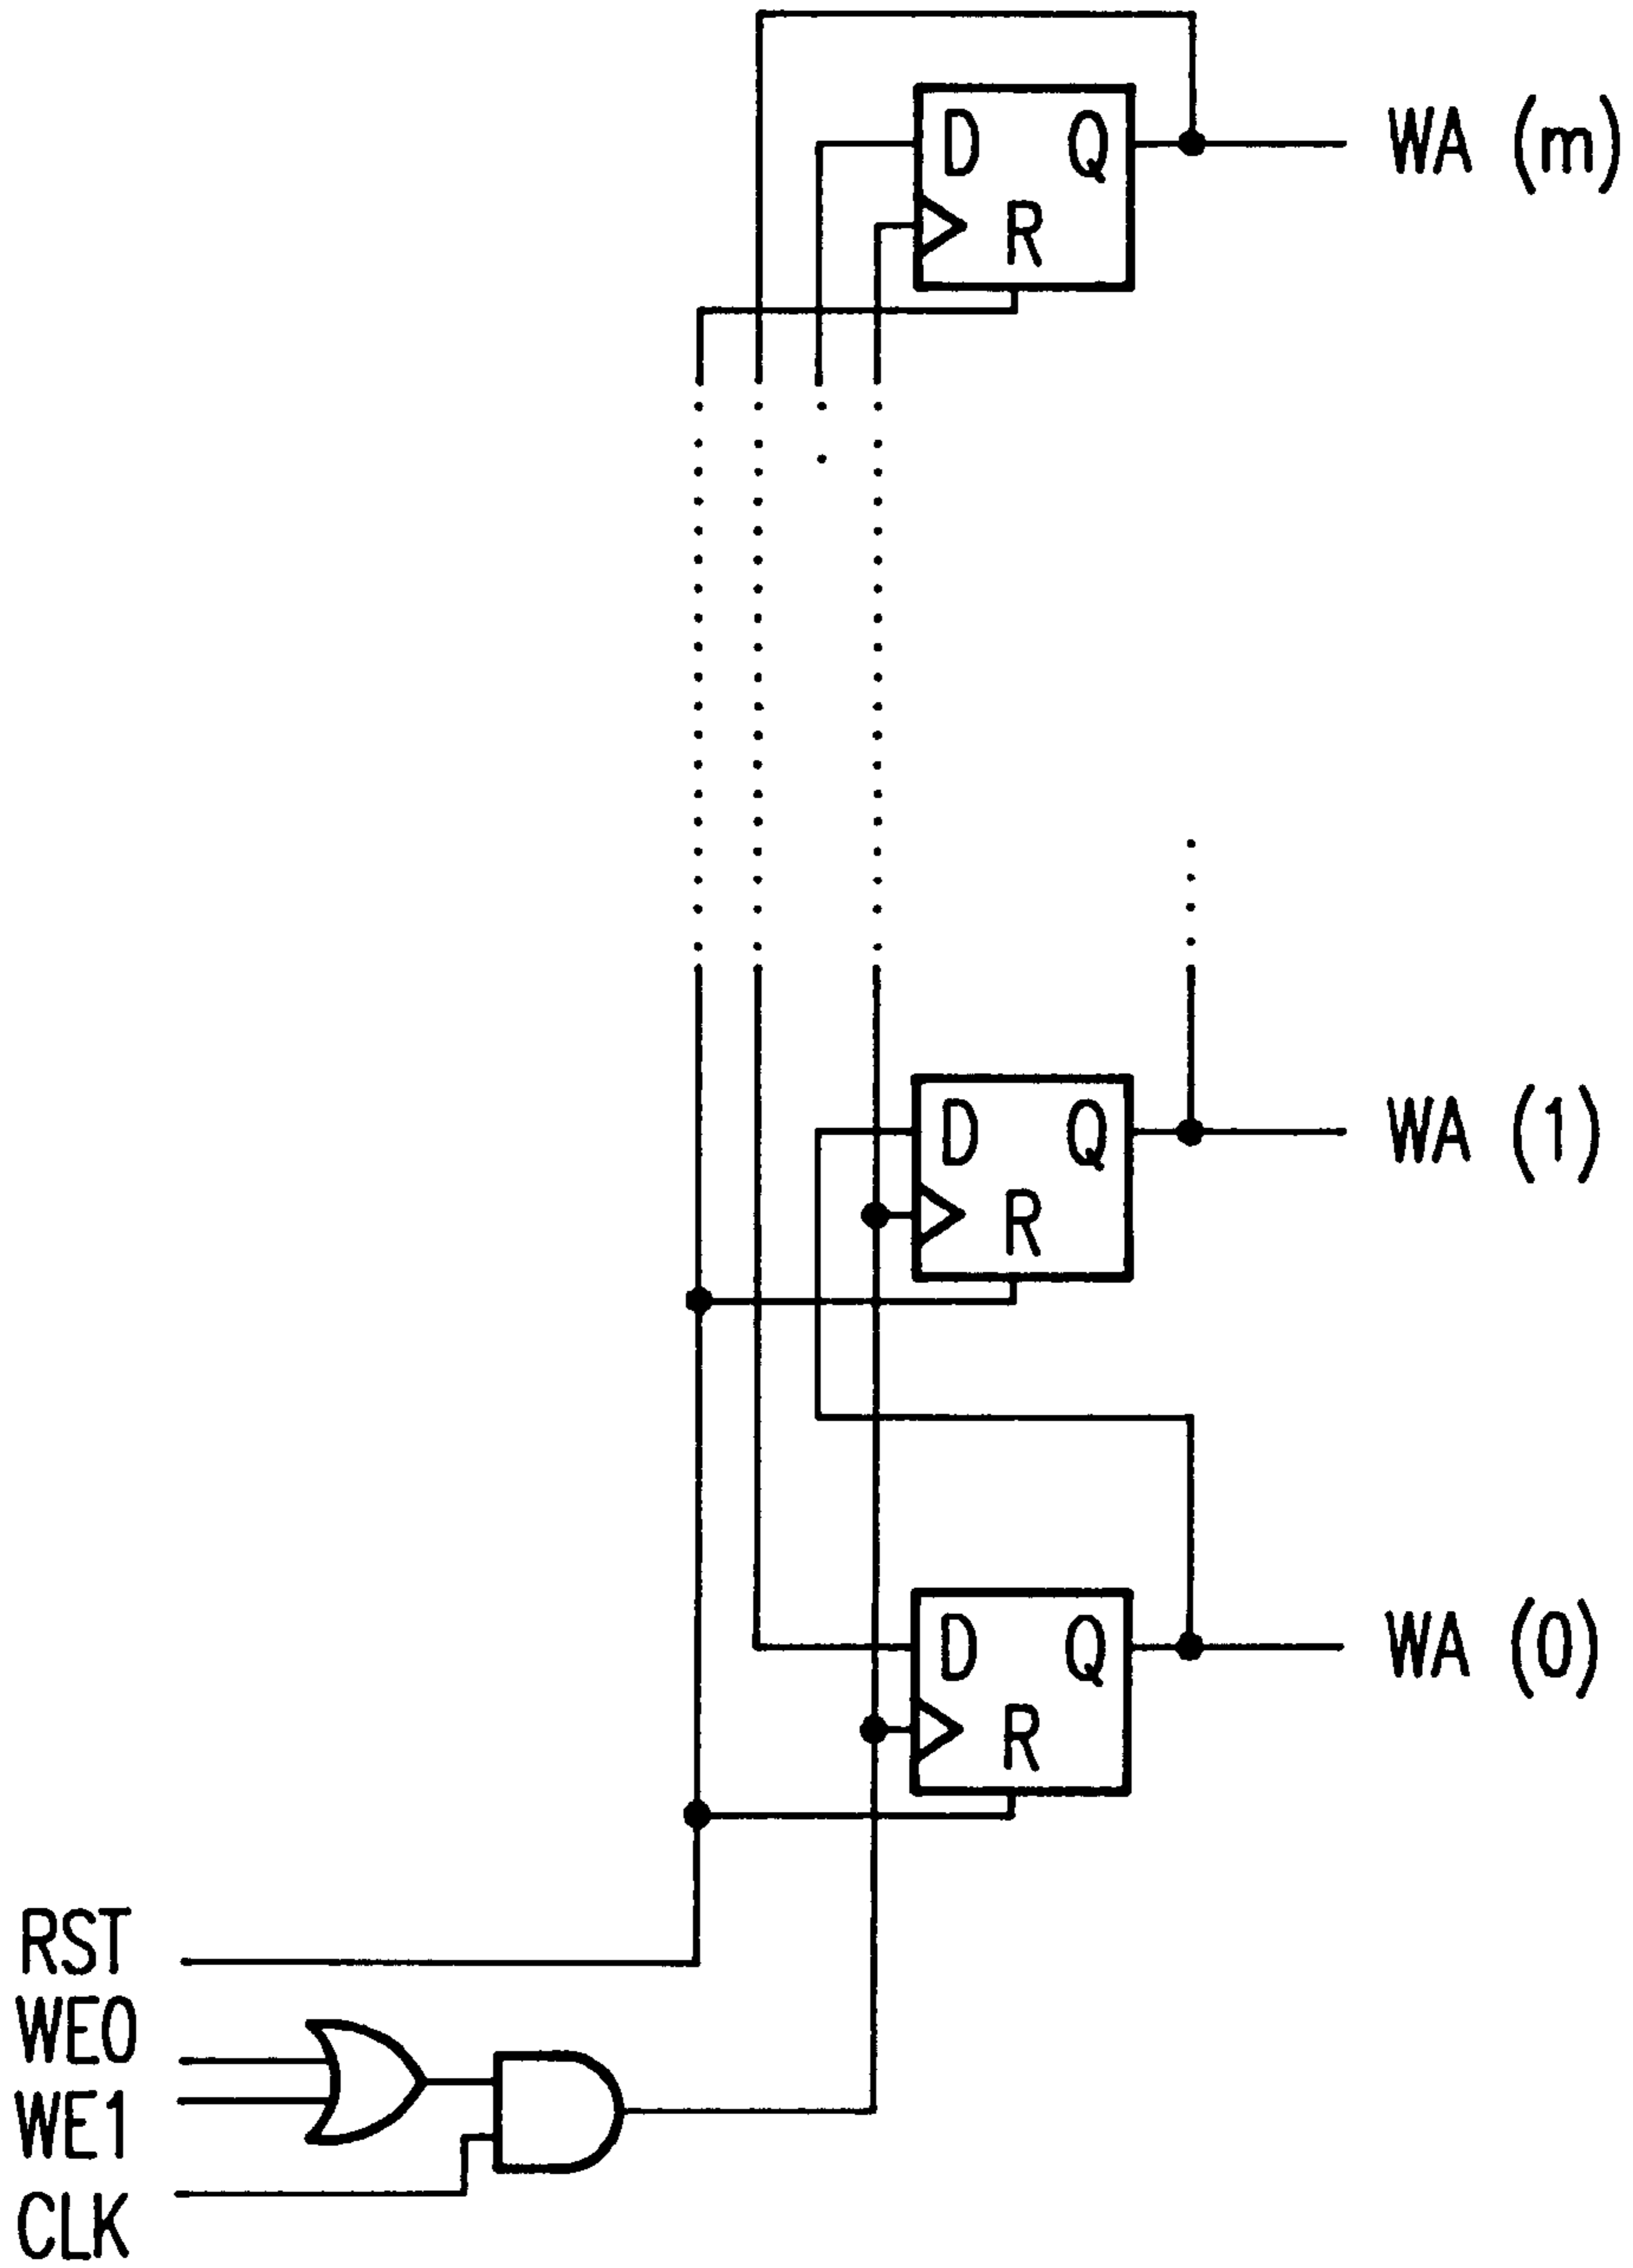 D Q WA (m)
R
D Q WA (1)
R
D Q WA (0)
R
RST
WE0
WE1
CLK